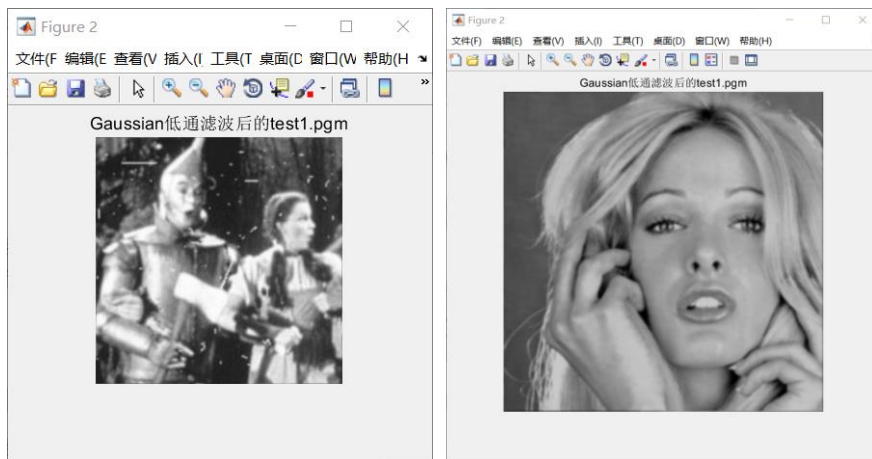 Figure 2
文件(F 编辑(E 查看(V 插入(I 工具(T 桌面(D 窗口(W 帮助(H
Gaussian低通滤波后的test1.pgm
Figure 2
文件(F) 编辑(E) 查看(V) 插入(I) 工具(T) 桌面(D) 窗口(W) 帮助(H)
Gaussian低通滤波后的test1.pgm